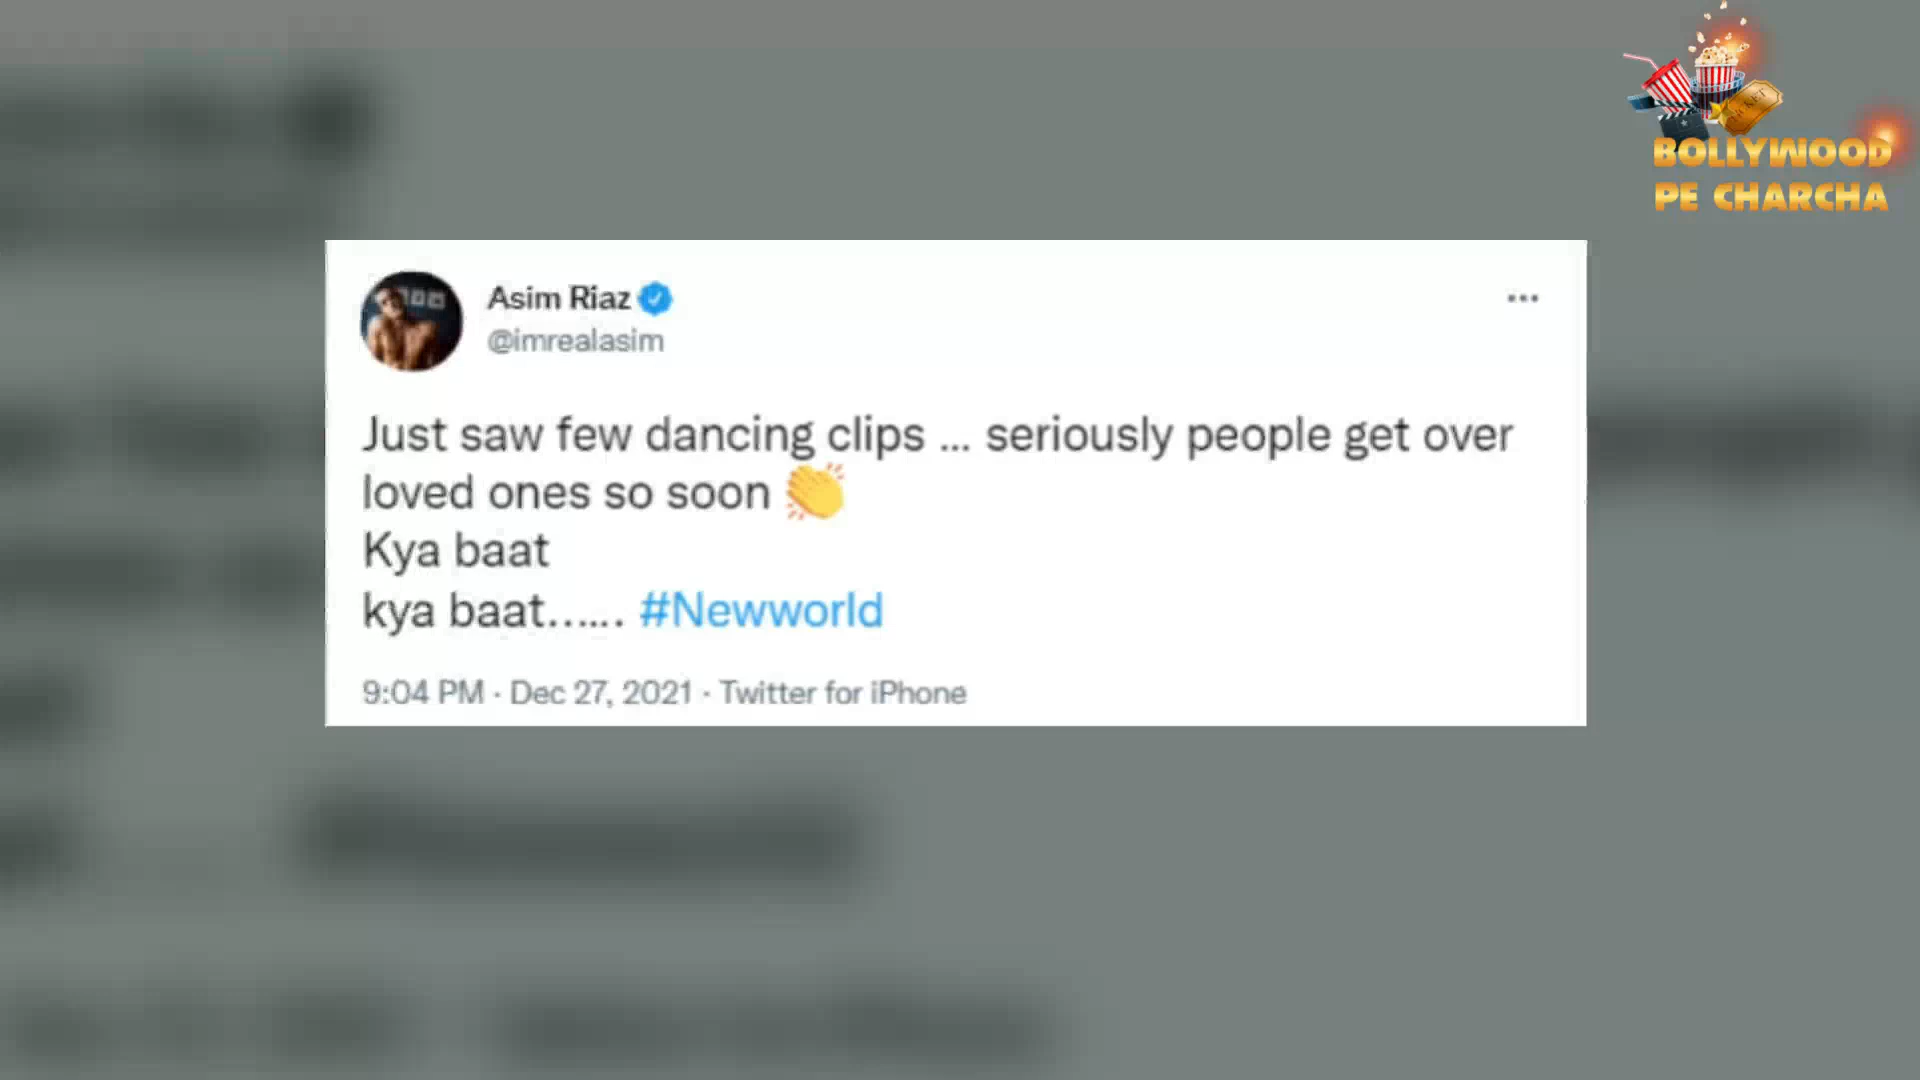 BOLLYWOOD
PE CHARCHA
Asim Riaz
@imrealasim
Just saw few dancing clips ... seriously people get over
loved ones so soon 👏
Kya baat
kya baat...... #Newworld
9:04 PM · Dec 27, 2021 · Twitter for iPhone